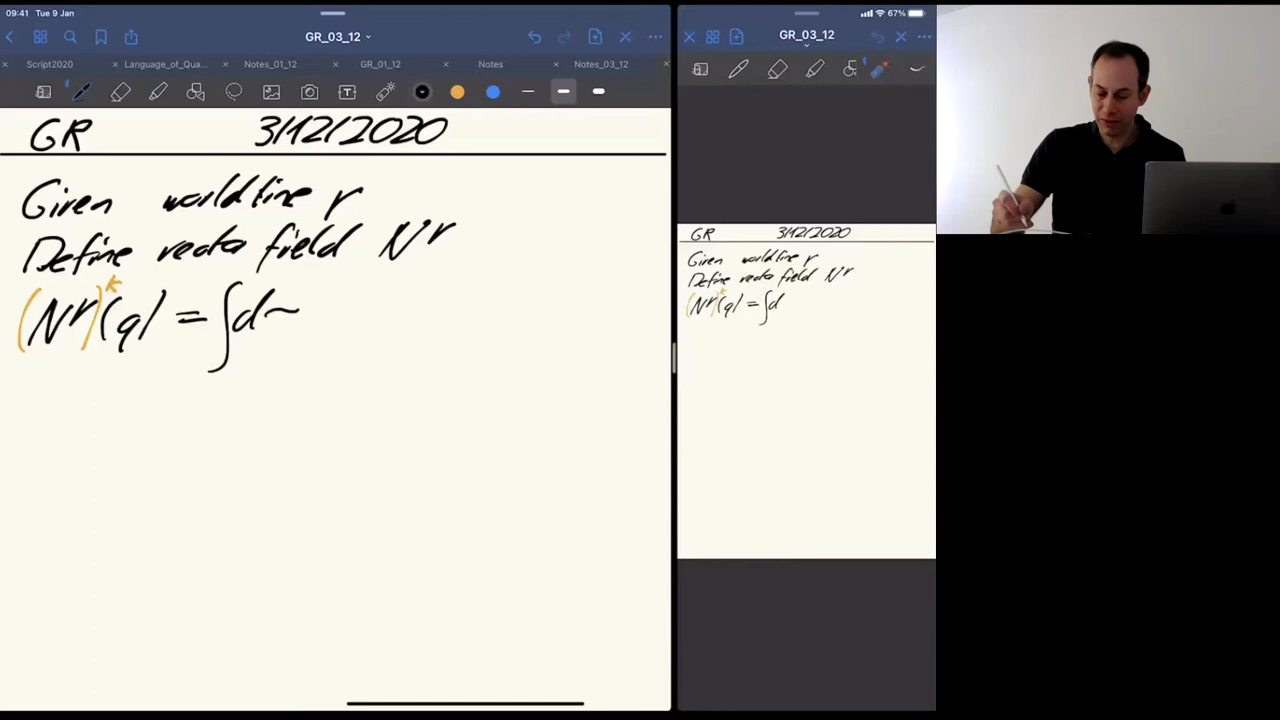 09:41 Tue 9 Jan
67%
GR_03_12
GR_03_12
Script2020
Language_of_Qua...
Notes_01_12
GR_01_12
Notes
Notes_03_12
GR 3/12/2020
Given worldline γ
Define vector field N^γ
(N^γ)^k(q) = ∫d~
GR 3/12/2020
Given worldline γ
Define vector field N^γ
(N^γ)^k(q) = ∫d